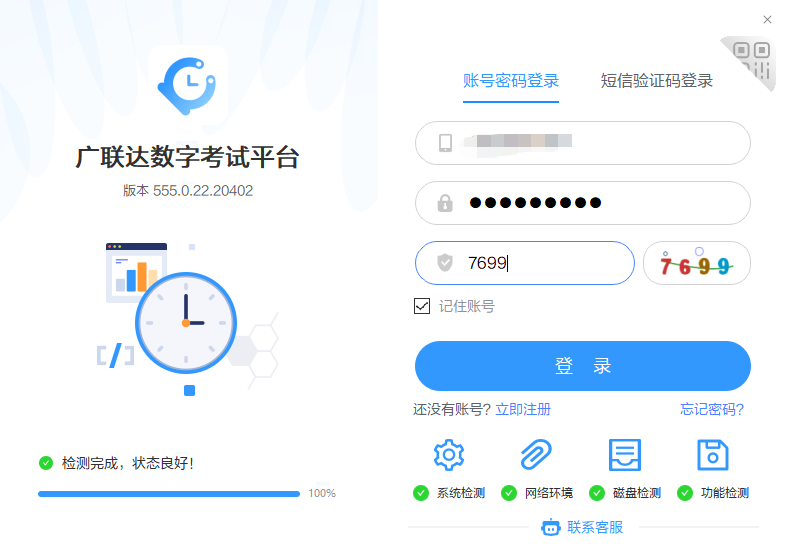 广联达数字考试平台
版本 555.0.22.20402
检测完成，状态良好！
100%
账号密码登录 短信验证码登录
7699
7699
记住账号
登 录
还没有账号? 立即注册 忘记密码?
系统检测 网络环境 磁盘检测 功能检测
联系客服